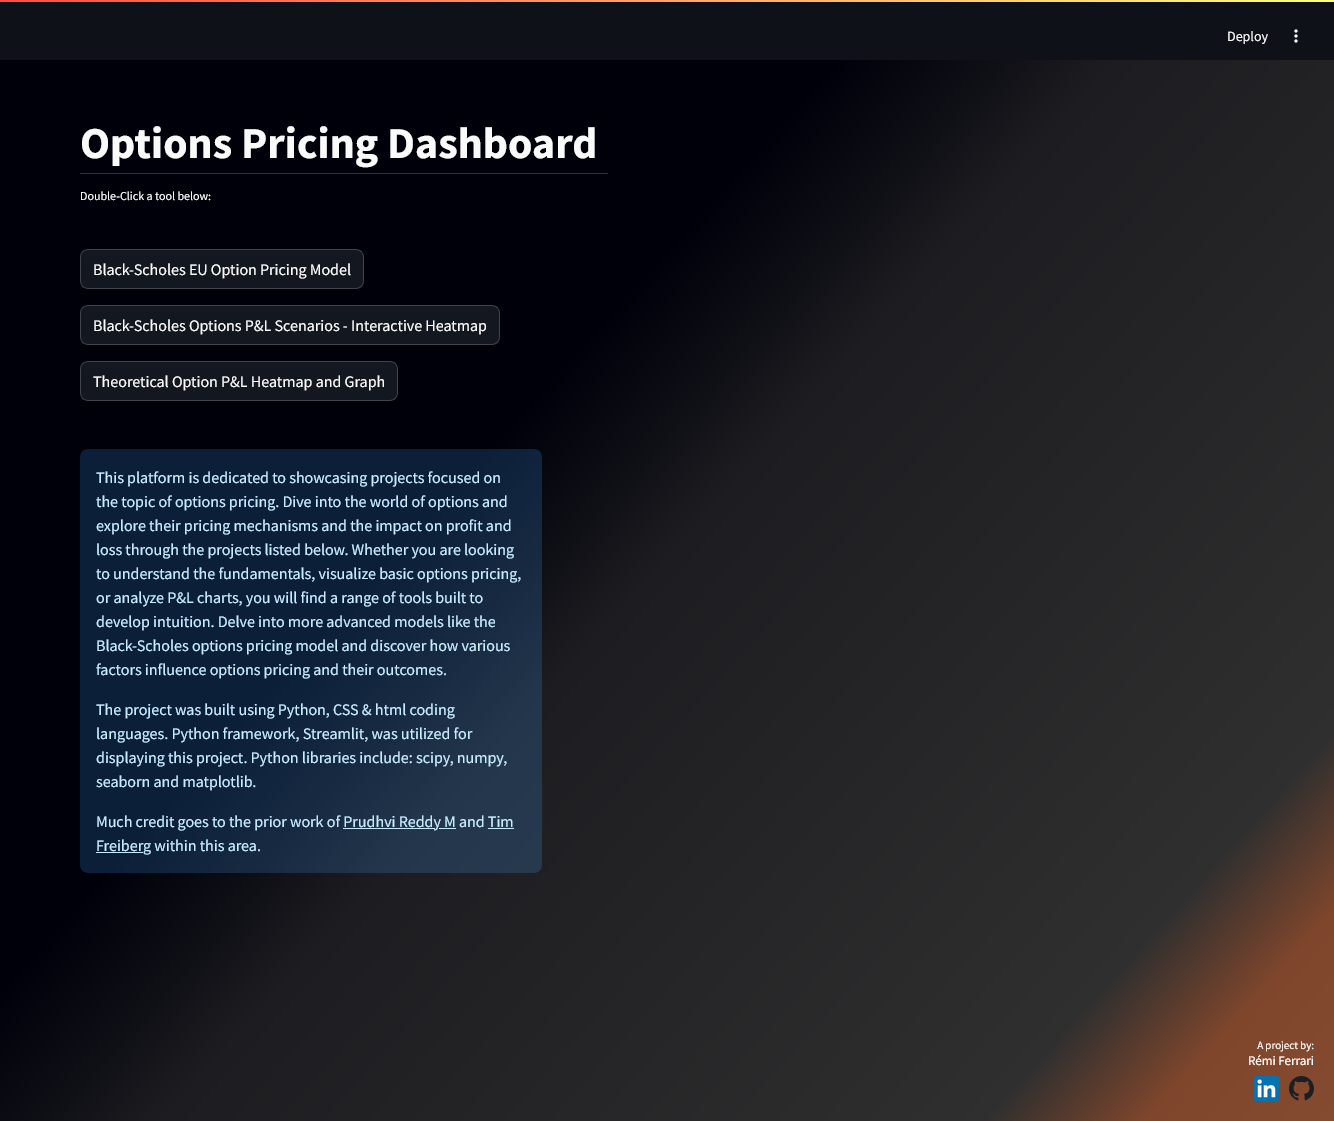 Deploy
Options Pricing Dashboard
Double-Click a tool below:
Black-Scholes EU Option Pricing Model
Black-Scholes Options P&L Scenarios - Interactive Heatmap
Theoretical Option P&L Heatmap and Graph
This platform is dedicated to showcasing projects focused on
the topic of options pricing. Dive into the world of options and
explore their pricing mechanisms and the impact on profit and
loss through the projects listed below. Whether you are looking
to understand the fundamentals, visualize basic options pricing,
or analyze P&L charts, you will find a range of tools built to
develop intuition. Delve into more advanced models like the
Black-Scholes options pricing model and discover how various
factors influence options pricing and their outcomes.
The project was built using Python, CSS & html coding
languages. Python framework, Streamlit, was utilized for
displaying this project. Python libraries include: scipy, numpy,
seaborn and matplotlib.
Much credit goes to the prior work of Prudhvi Reddy M and Tim
Freiberg within this area.
A project by:
Rémi Ferrari
in